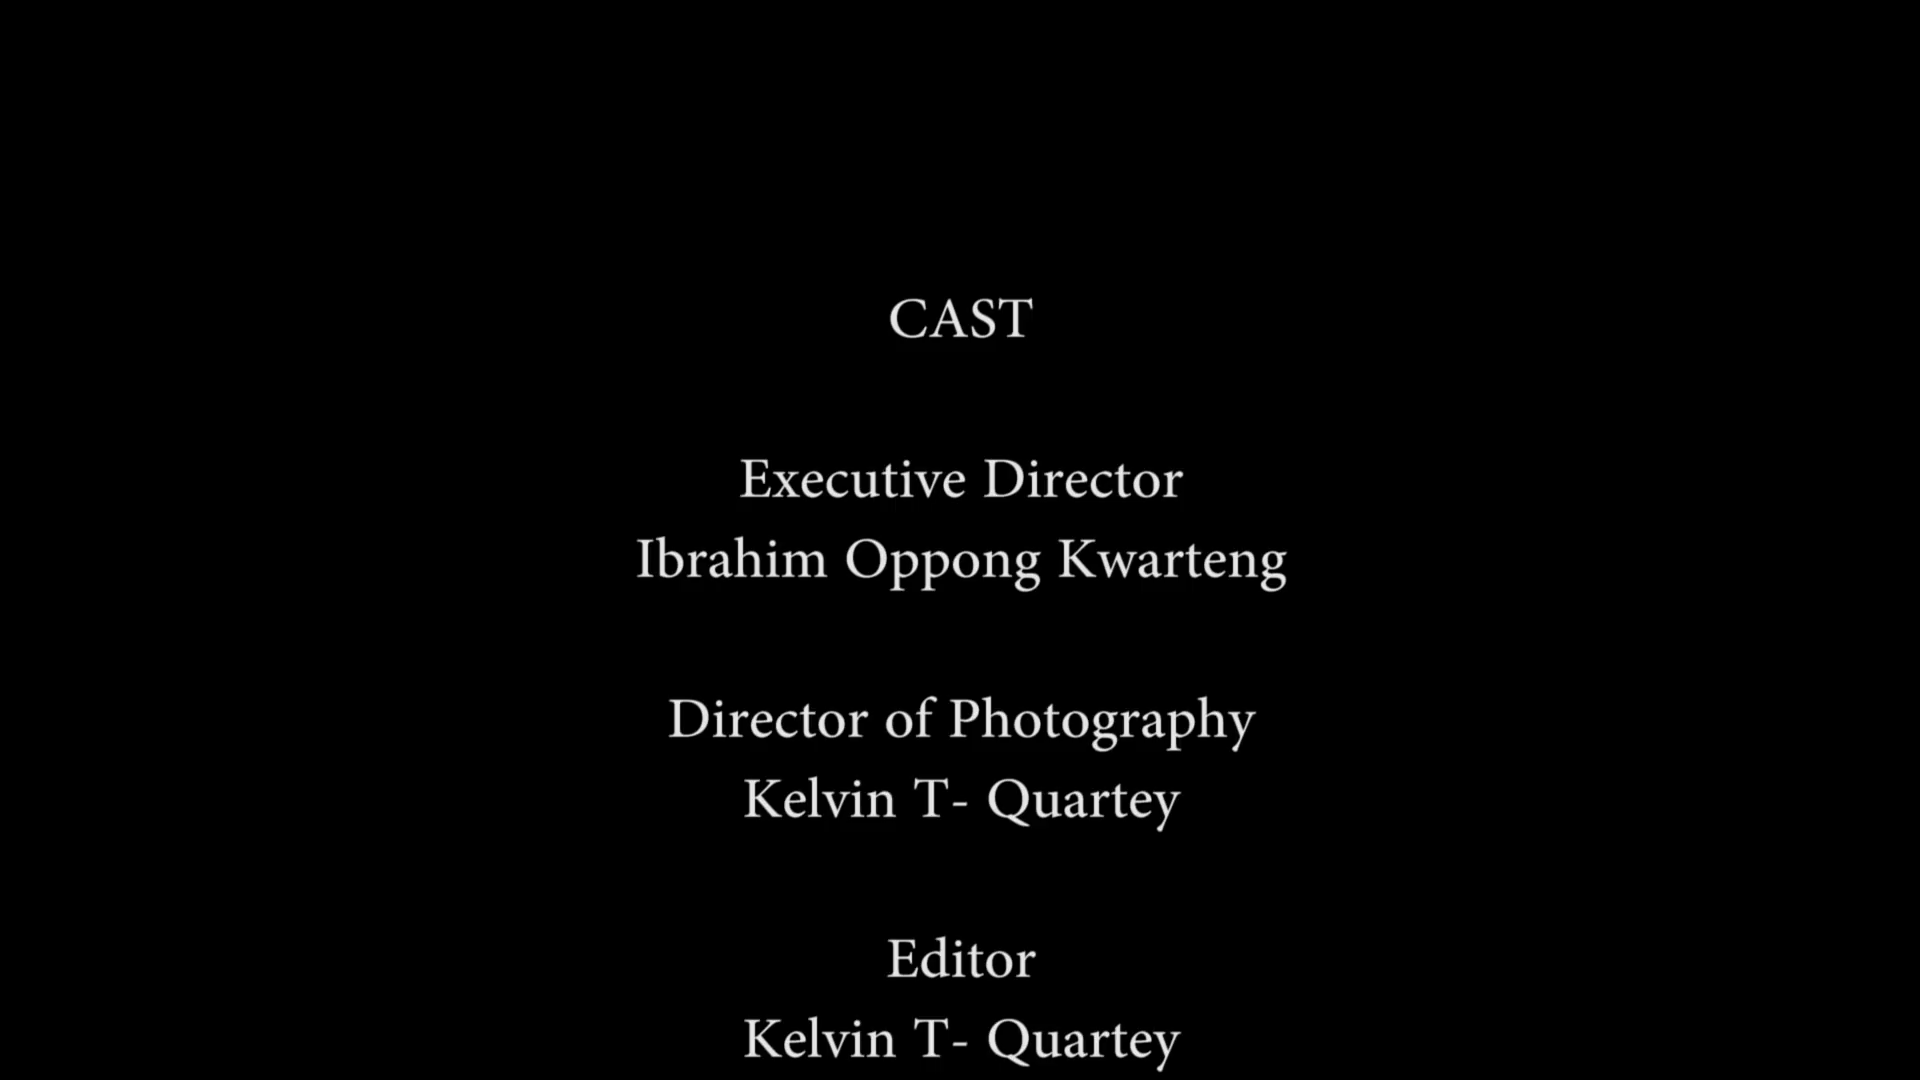 CAST
Executive Director
Ibrahim Oppong Kwarteng
Director of Photography
Kelvin T- Quartey
Editor
Kelvin T- Quartey